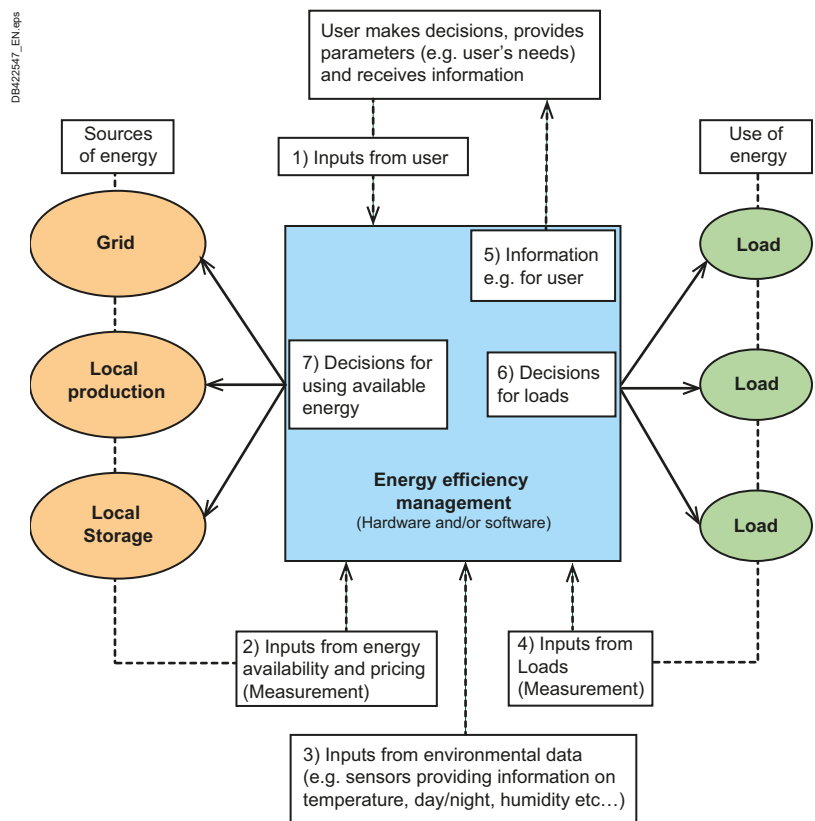 DB422547_EN.eps
User makes decisions, provides
parameters (e.g. user's needs)
and receives information
Sources
of energy
1) Inputs from user
Use of
energy
Grid
5) Information
e.g. for user
Load
Local
production
7) Decisions for
using available
energy
6) Decisions
for loads
Load
Energy efficiency
management
(Hardware and/or software)
Local
Storage
Load
2) Inputs from energy
availability and pricing
(Measurement)
4) Inputs from
Loads
(Measurement)
3) Inputs from environmental data
(e.g. sensors providing information on
temperature, day/night, humidity etc…)